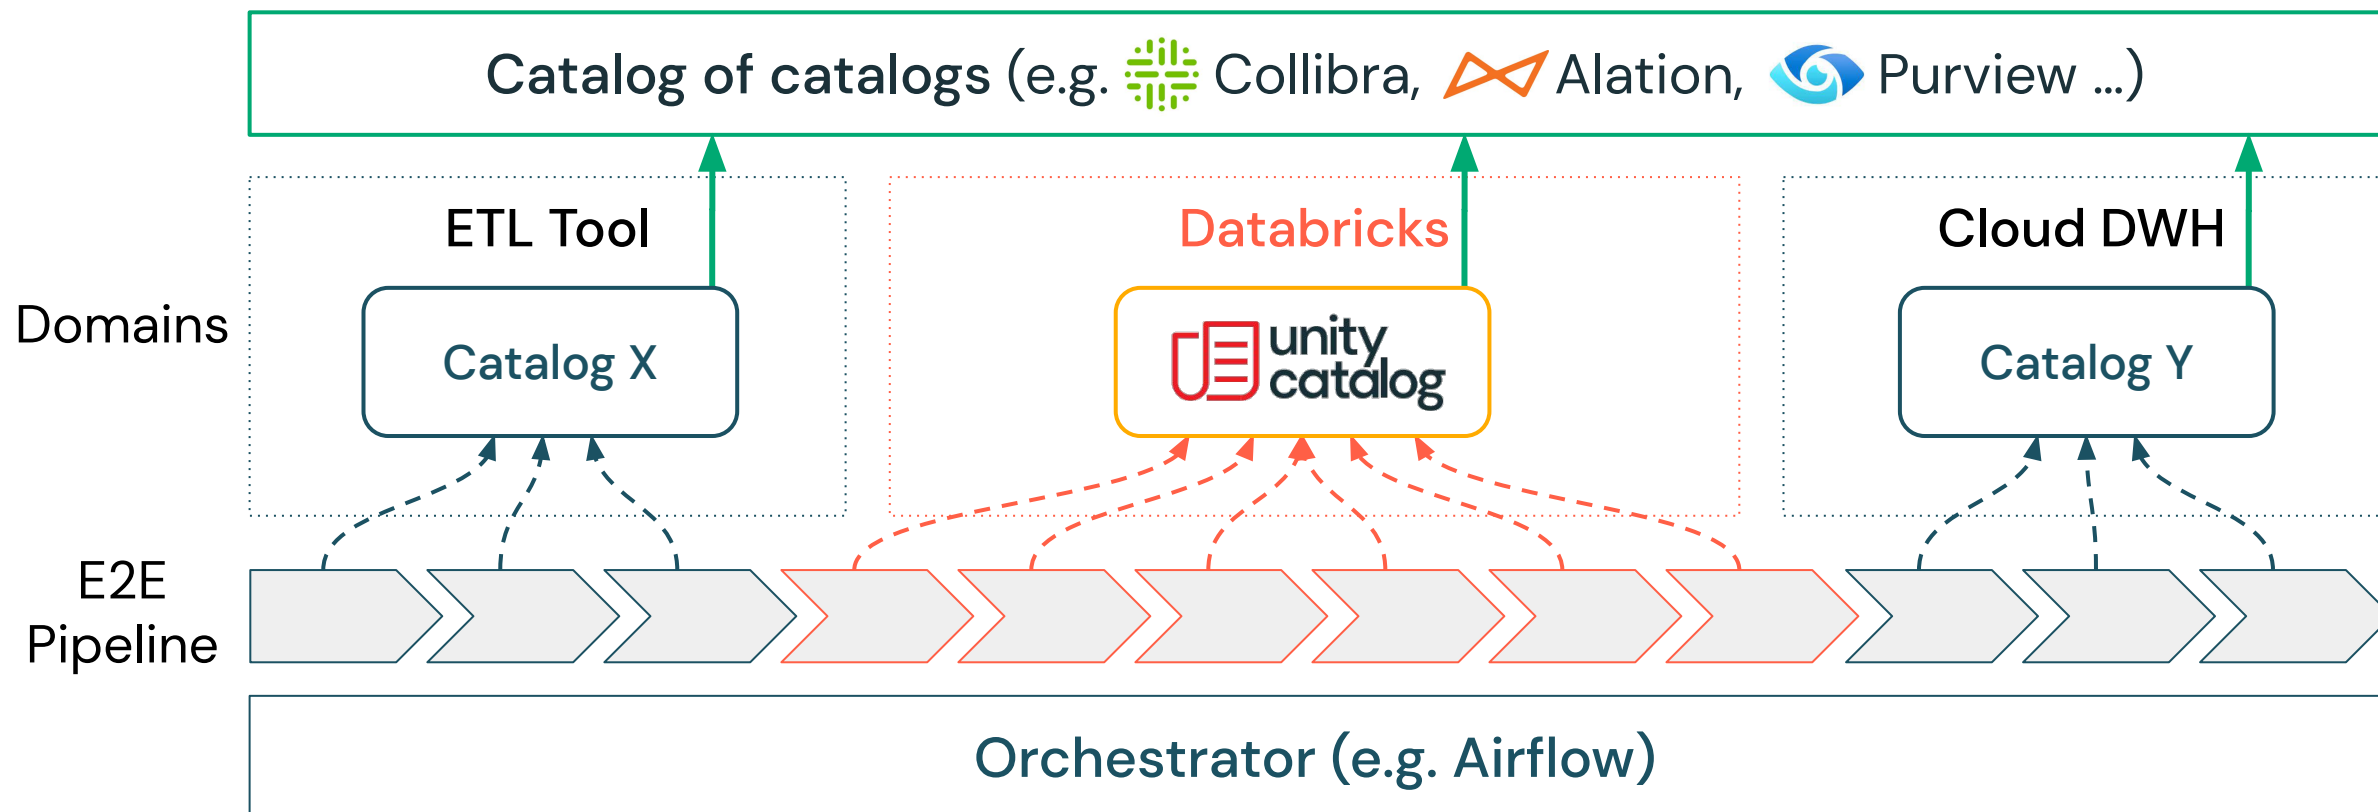 Catalog of catalogs (e.g. Collibra, Alation, Purview ...)
ETL Tool
Databricks
Cloud DWH
Domains
Catalog X
unity
catalog
Catalog Y
E2E
Pipeline
Orchestrator (e.g. Airflow)